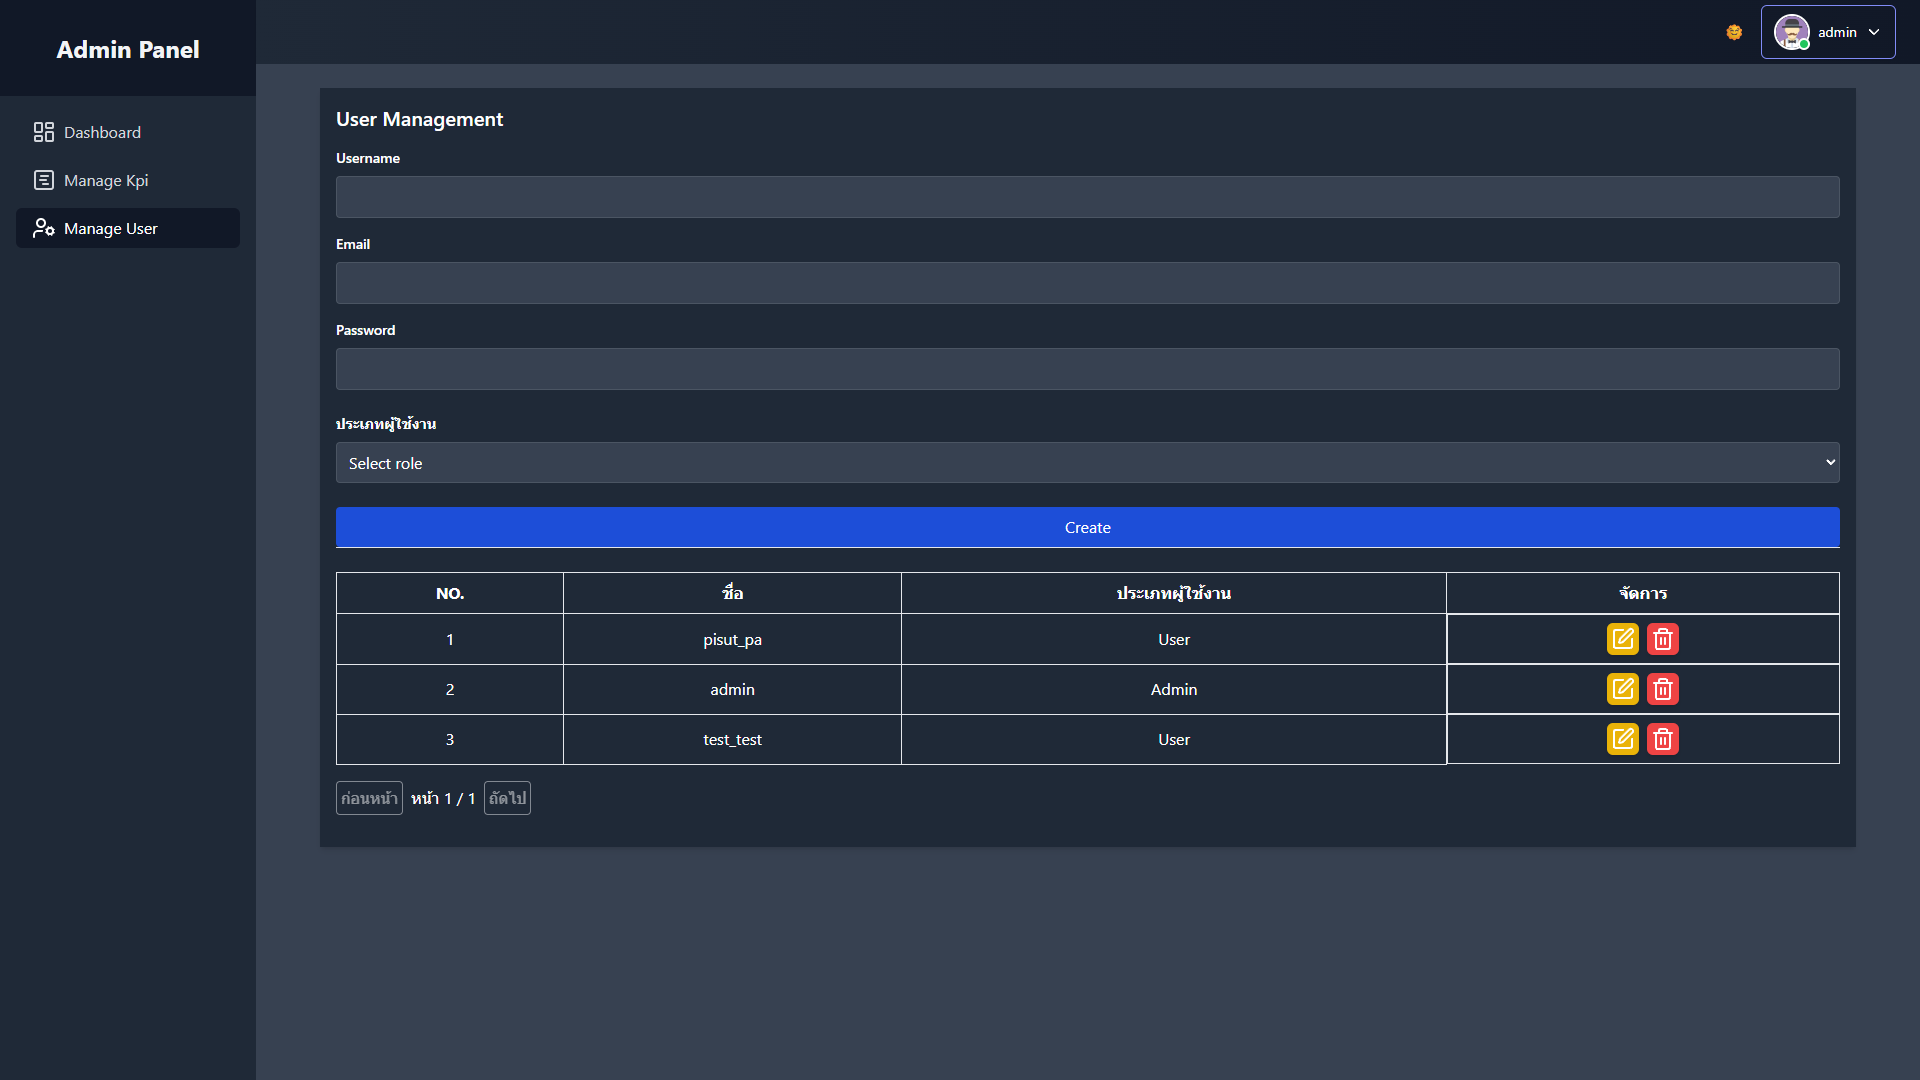 Admin Panel
admin
Dashboard
Manage Kpi
Manage User
User Management
Username
Email
Password
ประเภทผู้ใช้งาน
Select role
Create
NO. ชื่อ ประเภทผู้ใช้งาน จัดการ
1 pisut_pa User
2 admin Admin
3 test_test User
ก่อนหน้า หน้า 1 / 1 ถัดไป